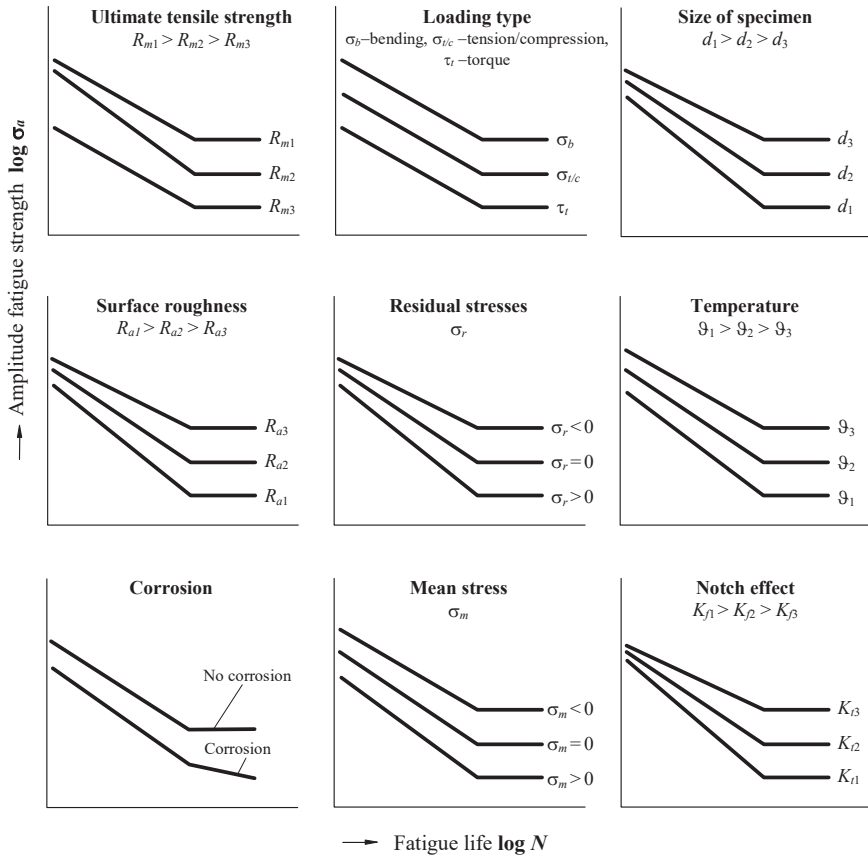 Ultimate tensile strength
Rm1 > Rm2 > Rm3
Rm1
Rm2
Rm3
Loading type
σb–bending, σt/c –tension/compression,
τt –torque
σb
σt/c
τt
Size of specimen
d1 > d2 > d3
d3
d2
d1
Amplitude fatigue strength log σa
Surface roughness
Ra1 > Ra2 > Ra3
Ra3
Ra2
Ra1
Residual stresses
σr
σr < 0
σr = 0
σr > 0
Temperature
ϑ1 > ϑ2 > ϑ3
ϑ3
ϑ2
ϑ1
Corrosion
No corrosion
Corrosion
Mean stress
σm
σm < 0
σm = 0
σm > 0
Notch effect
Kf1 > Kf2 > Kf3
Kt3
Kt2
Kt1
Fatigue life log N